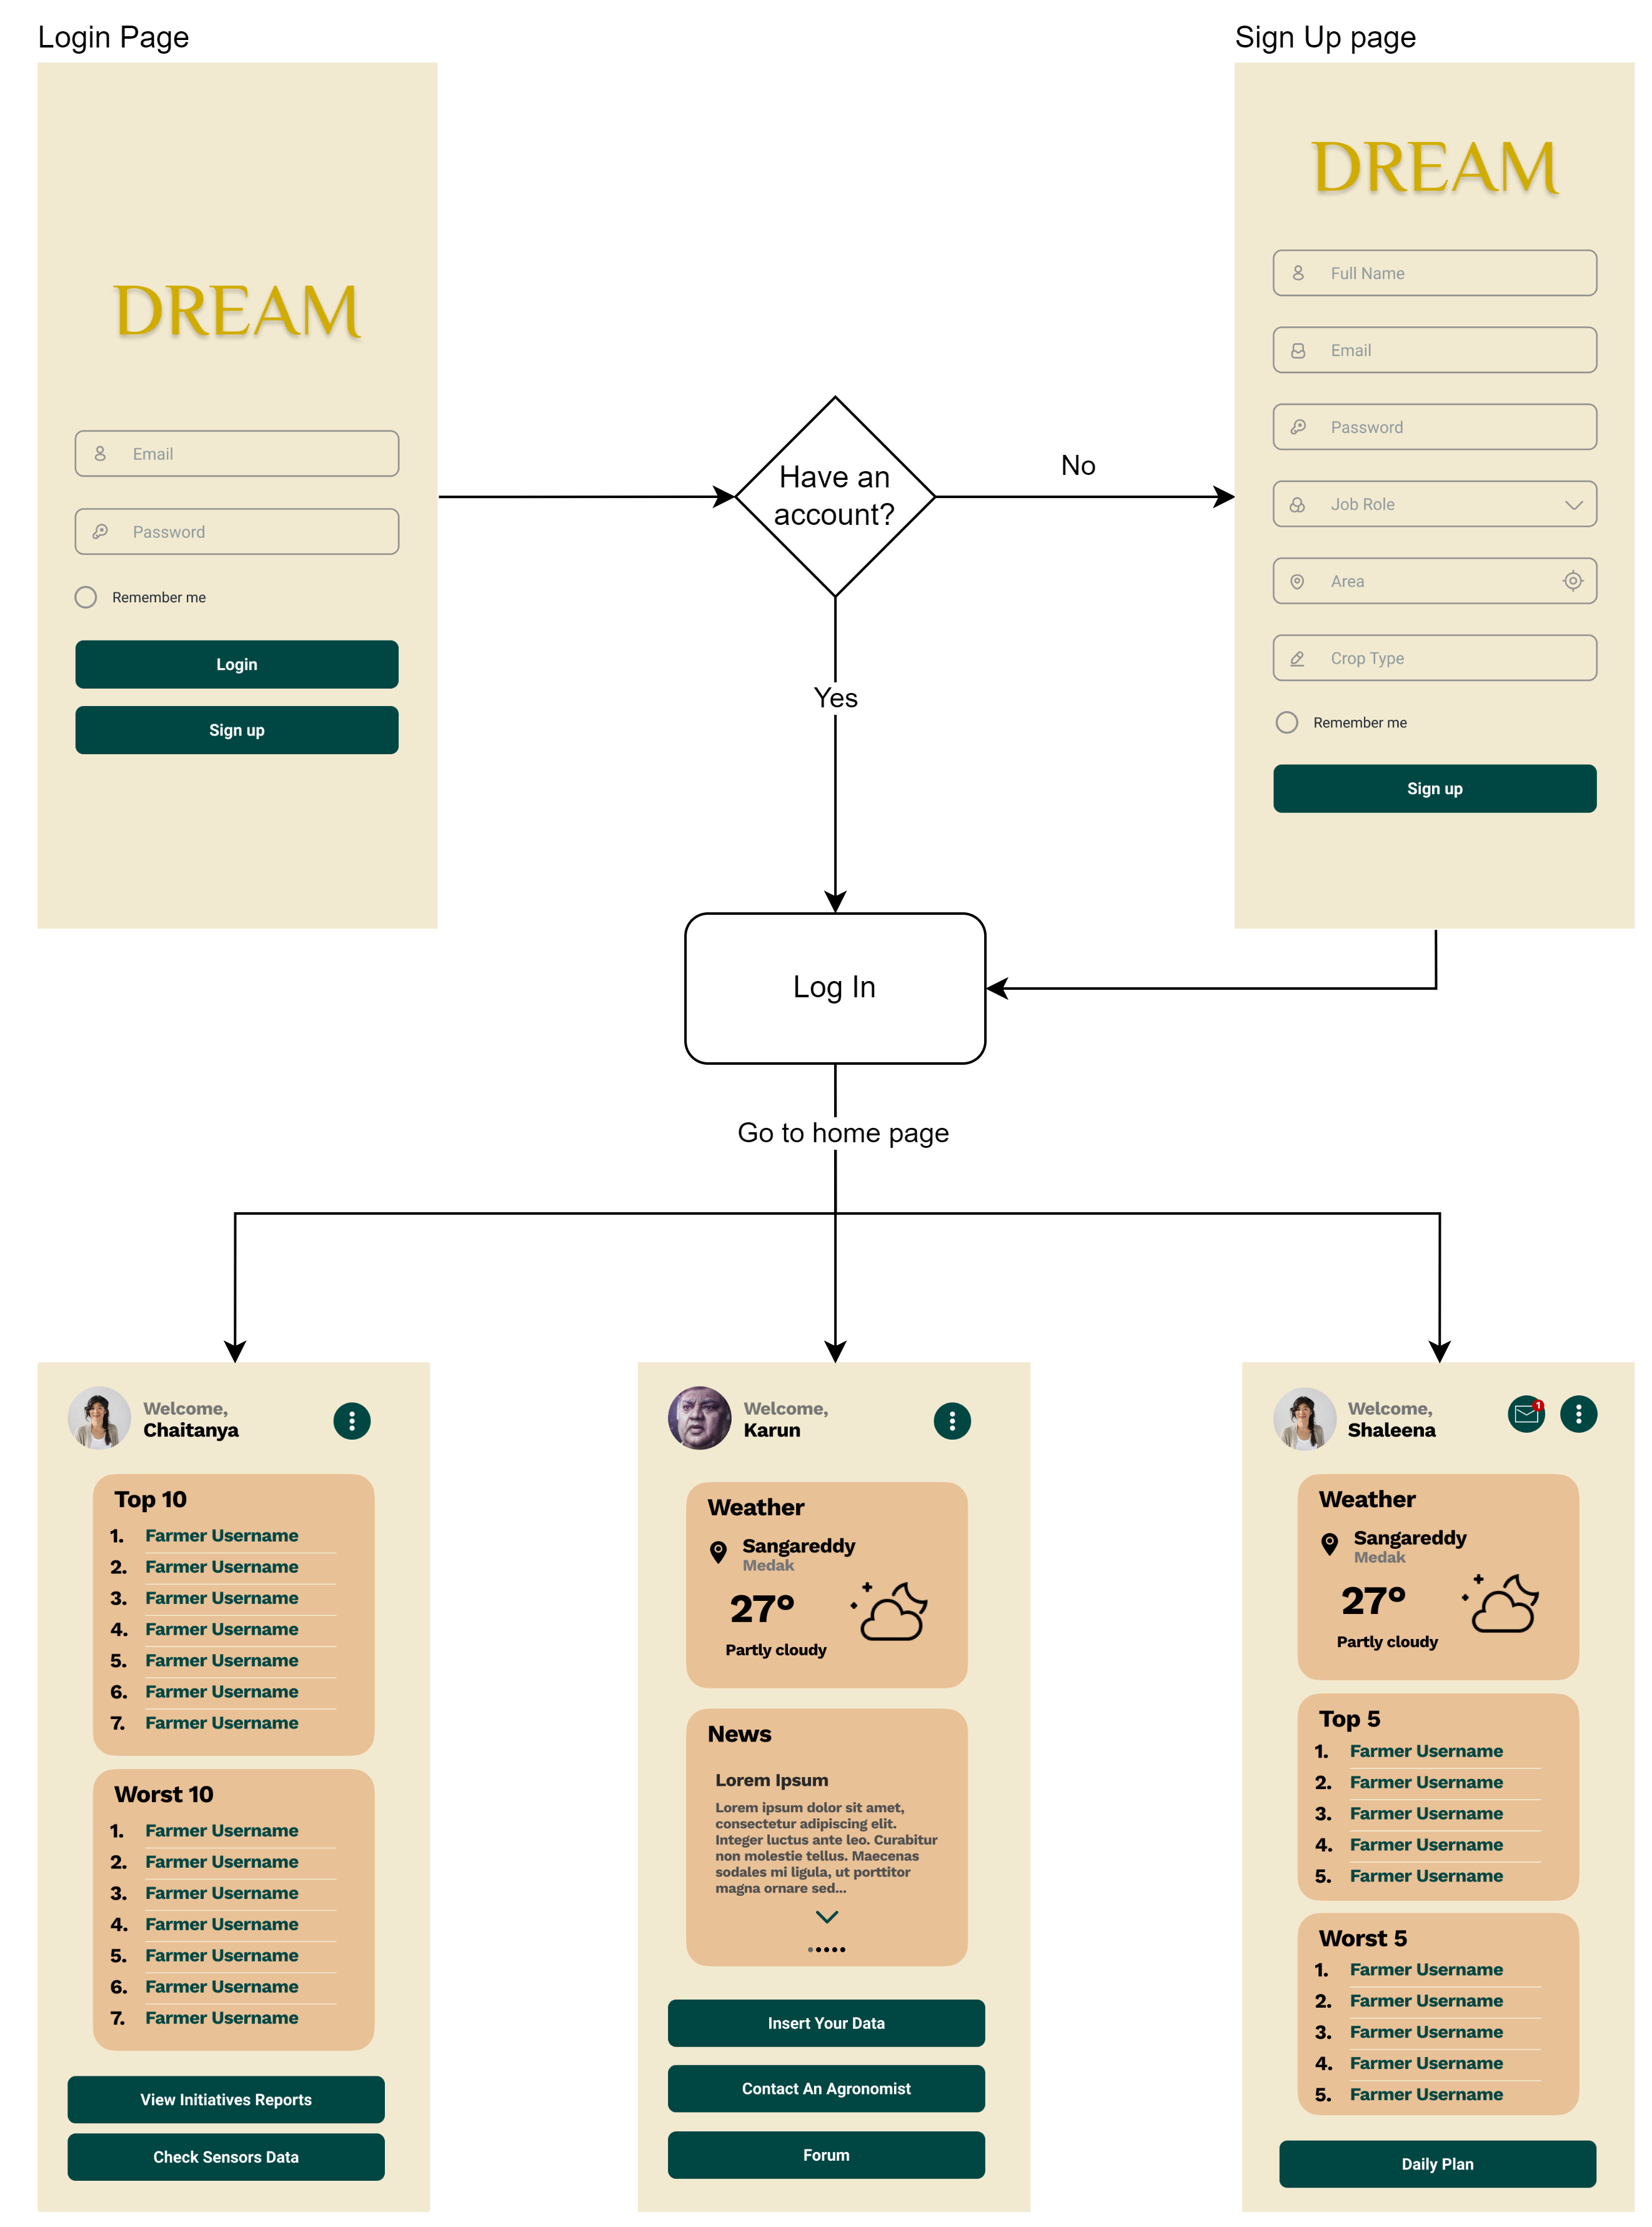 Login Page
DREAM
Email
Password
Remember me
Login
Sign up
Have an
account?
No
Yes
Sign Up page
DREAM
Full Name
Email
Password
Job Role
Area
Crop Type
Remember me
Sign up
Log In
Go to home page
Welcome,
Chaitanya
Top 10
1. Farmer Username
2. Farmer Username
3. Farmer Username
4. Farmer Username
5. Farmer Username
6. Farmer Username
7. Farmer Username
Worst 10
1. Farmer Username
2. Farmer Username
3. Farmer Username
4. Farmer Username
5. Farmer Username
6. Farmer Username
7. Farmer Username
View Initiatives Reports
Check Sensors Data
Welcome,
Karun
Weather
Sangareddy
Medak
27°
Partly cloudy
News
Lorem Ipsum
Lorem ipsum dolor sit amet,
consectetur adipiscing elit.
Integer luctus ante leo. Curabitur
non molestie tellus. Maecenas
sodales mi ligula, ut porttitor
magna ornare sed...
Insert Your Data
Contact An Agronomist
Forum
Welcome,
Shaleena
1
Weather
Sangareddy
Medak
27°
Partly cloudy
Top 5
1. Farmer Username
2. Farmer Username
3. Farmer Username
4. Farmer Username
5. Farmer Username
Worst 5
1. Farmer Username
2. Farmer Username
3. Farmer Username
4. Farmer Username
5. Farmer Username
Daily Plan